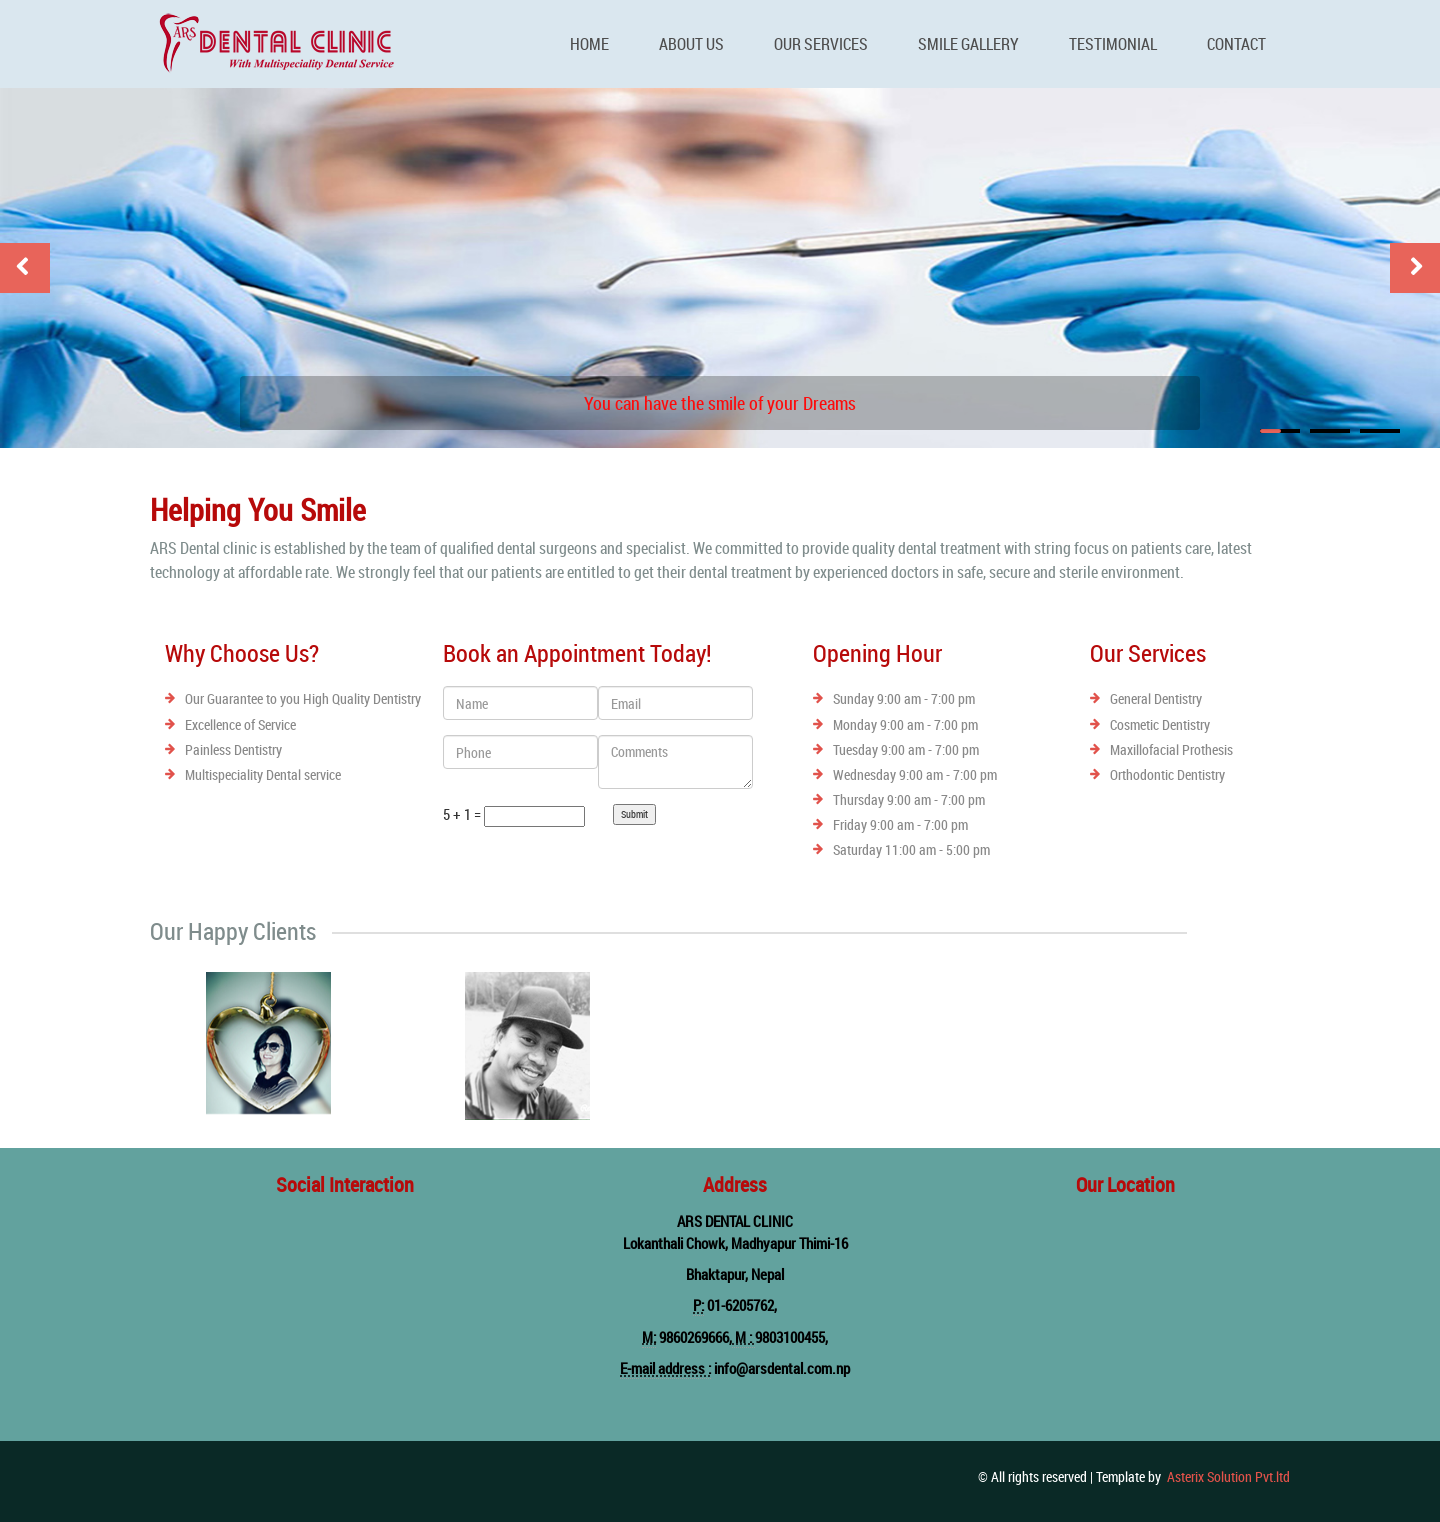 ARS DENTAL CLINIC
With Multispeciality Dental Service
HOME ABOUT US OUR SERVICES SMILE GALLERY TESTIMONIAL CONTACT
You can have the smile of your Dreams
Helping You Smile
ARS Dental clinic is established by the team of qualified dental surgeons and specialist. We committed to provide quality dental treatment with string focus on patients care, latest
technology at affordable rate. We strongly feel that our patients are entitled to get their dental treatment by experienced doctors in safe, secure and sterile environment.
Why Choose Us?
Our Guarantee to you High Quality Dentistry
Excellence of Service
Painless Dentistry
Multispeciality Dental service
Book an Appointment Today!
Name Email
Phone Comments
5 + 1 = Submit
Opening Hour
Sunday 9:00 am - 7:00 pm
Monday 9:00 am - 7:00 pm
Tuesday 9:00 am - 7:00 pm
Wednesday 9:00 am - 7:00 pm
Thursday 9:00 am - 7:00 pm
Friday 9:00 am - 7:00 pm
Saturday 11:00 am - 5:00 pm
Our Services
General Dentistry
Cosmetic Dentistry
Maxillofacial Prothesis
Orthodontic Dentistry
Our Happy Clients
Social Interaction
Address
ARS DENTAL CLINIC
Lokanthali Chowk, Madhyapur Thimi-16
Bhaktapur, Nepal
P: 01-6205762,
M: 9860269666, M : 9803100455,
E-mail address : info@arsdental.com.np
Our Location
© All rights reserved | Template by Asterix Solution Pvt.ltd